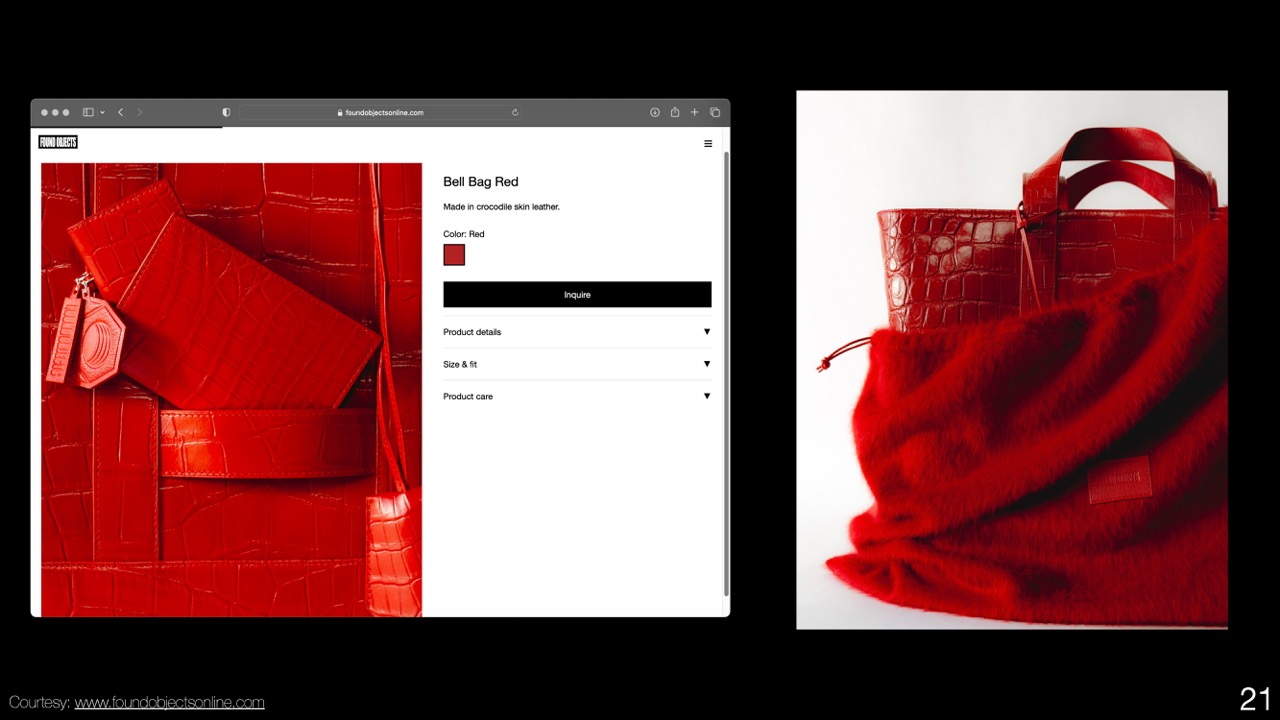 foundobjectsonline.com
FOUND OBJECTS
Bell Bag Red
Made in crocodile skin leather.
Color: Red
Inquire
Product details
Size & fit
Product care
Courtesy: www.foundobjectsonline.com
21